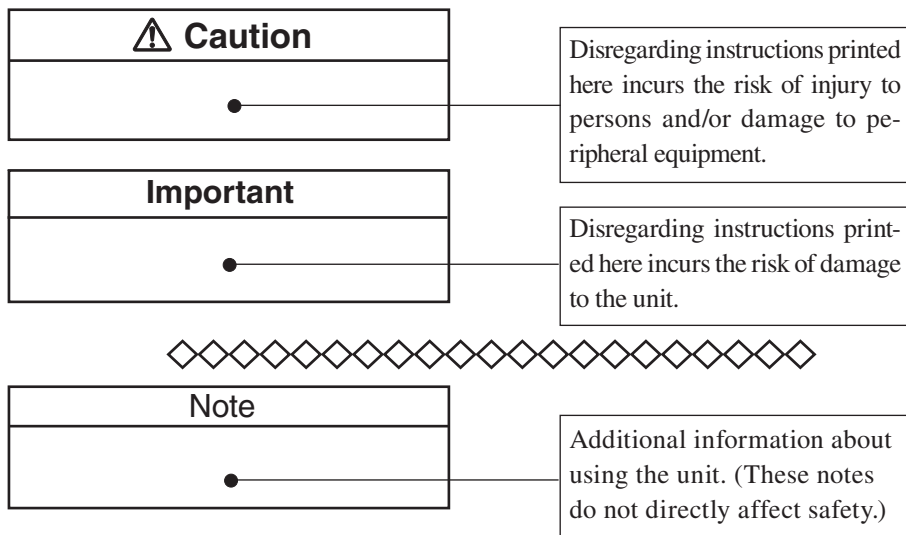 ⚠ Caution
Disregarding instructions printed
here incurs the risk of injury to
persons and/or damage to pe-
ripheral equipment.
Important
Disregarding instructions print-
ed here incurs the risk of damage
to the unit.
Note
Additional information about
using the unit. (These notes
do not directly affect safety.)